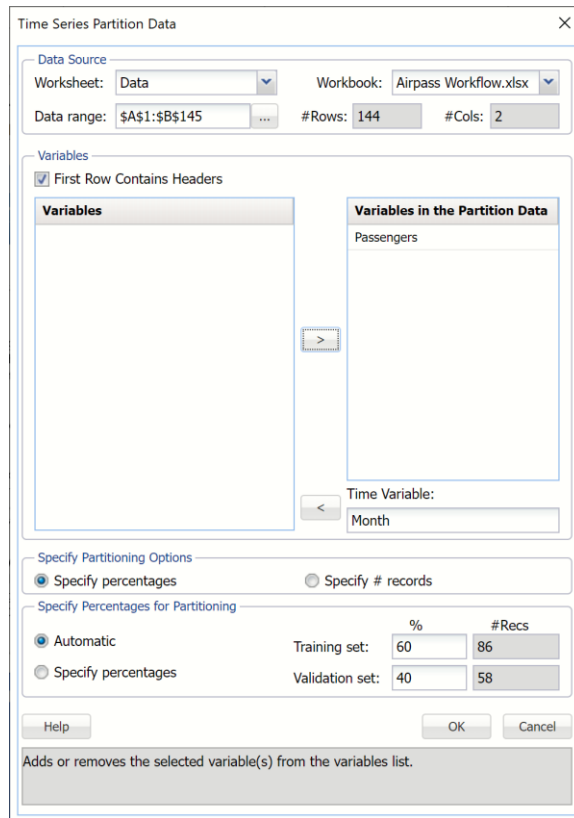 Time Series Partition Data
Data Source
Worksheet: Data Workbook: Airpass Workflow.xlsx
Data range: $A$1:$B$145 ... #Rows: 144 #Cols: 2
Variables
First Row Contains Headers
Variables Variables in the Partition Data
Passengers
>
<
Time Variable:
Month
Specify Partitioning Options
Specify percentages Specify # records
Specify Percentages for Partitioning
% #Recs
Automatic Training set: 60 86
Specify percentages Validation set: 40 58
Help OK Cancel
Adds or removes the selected variable(s) from the variables list.